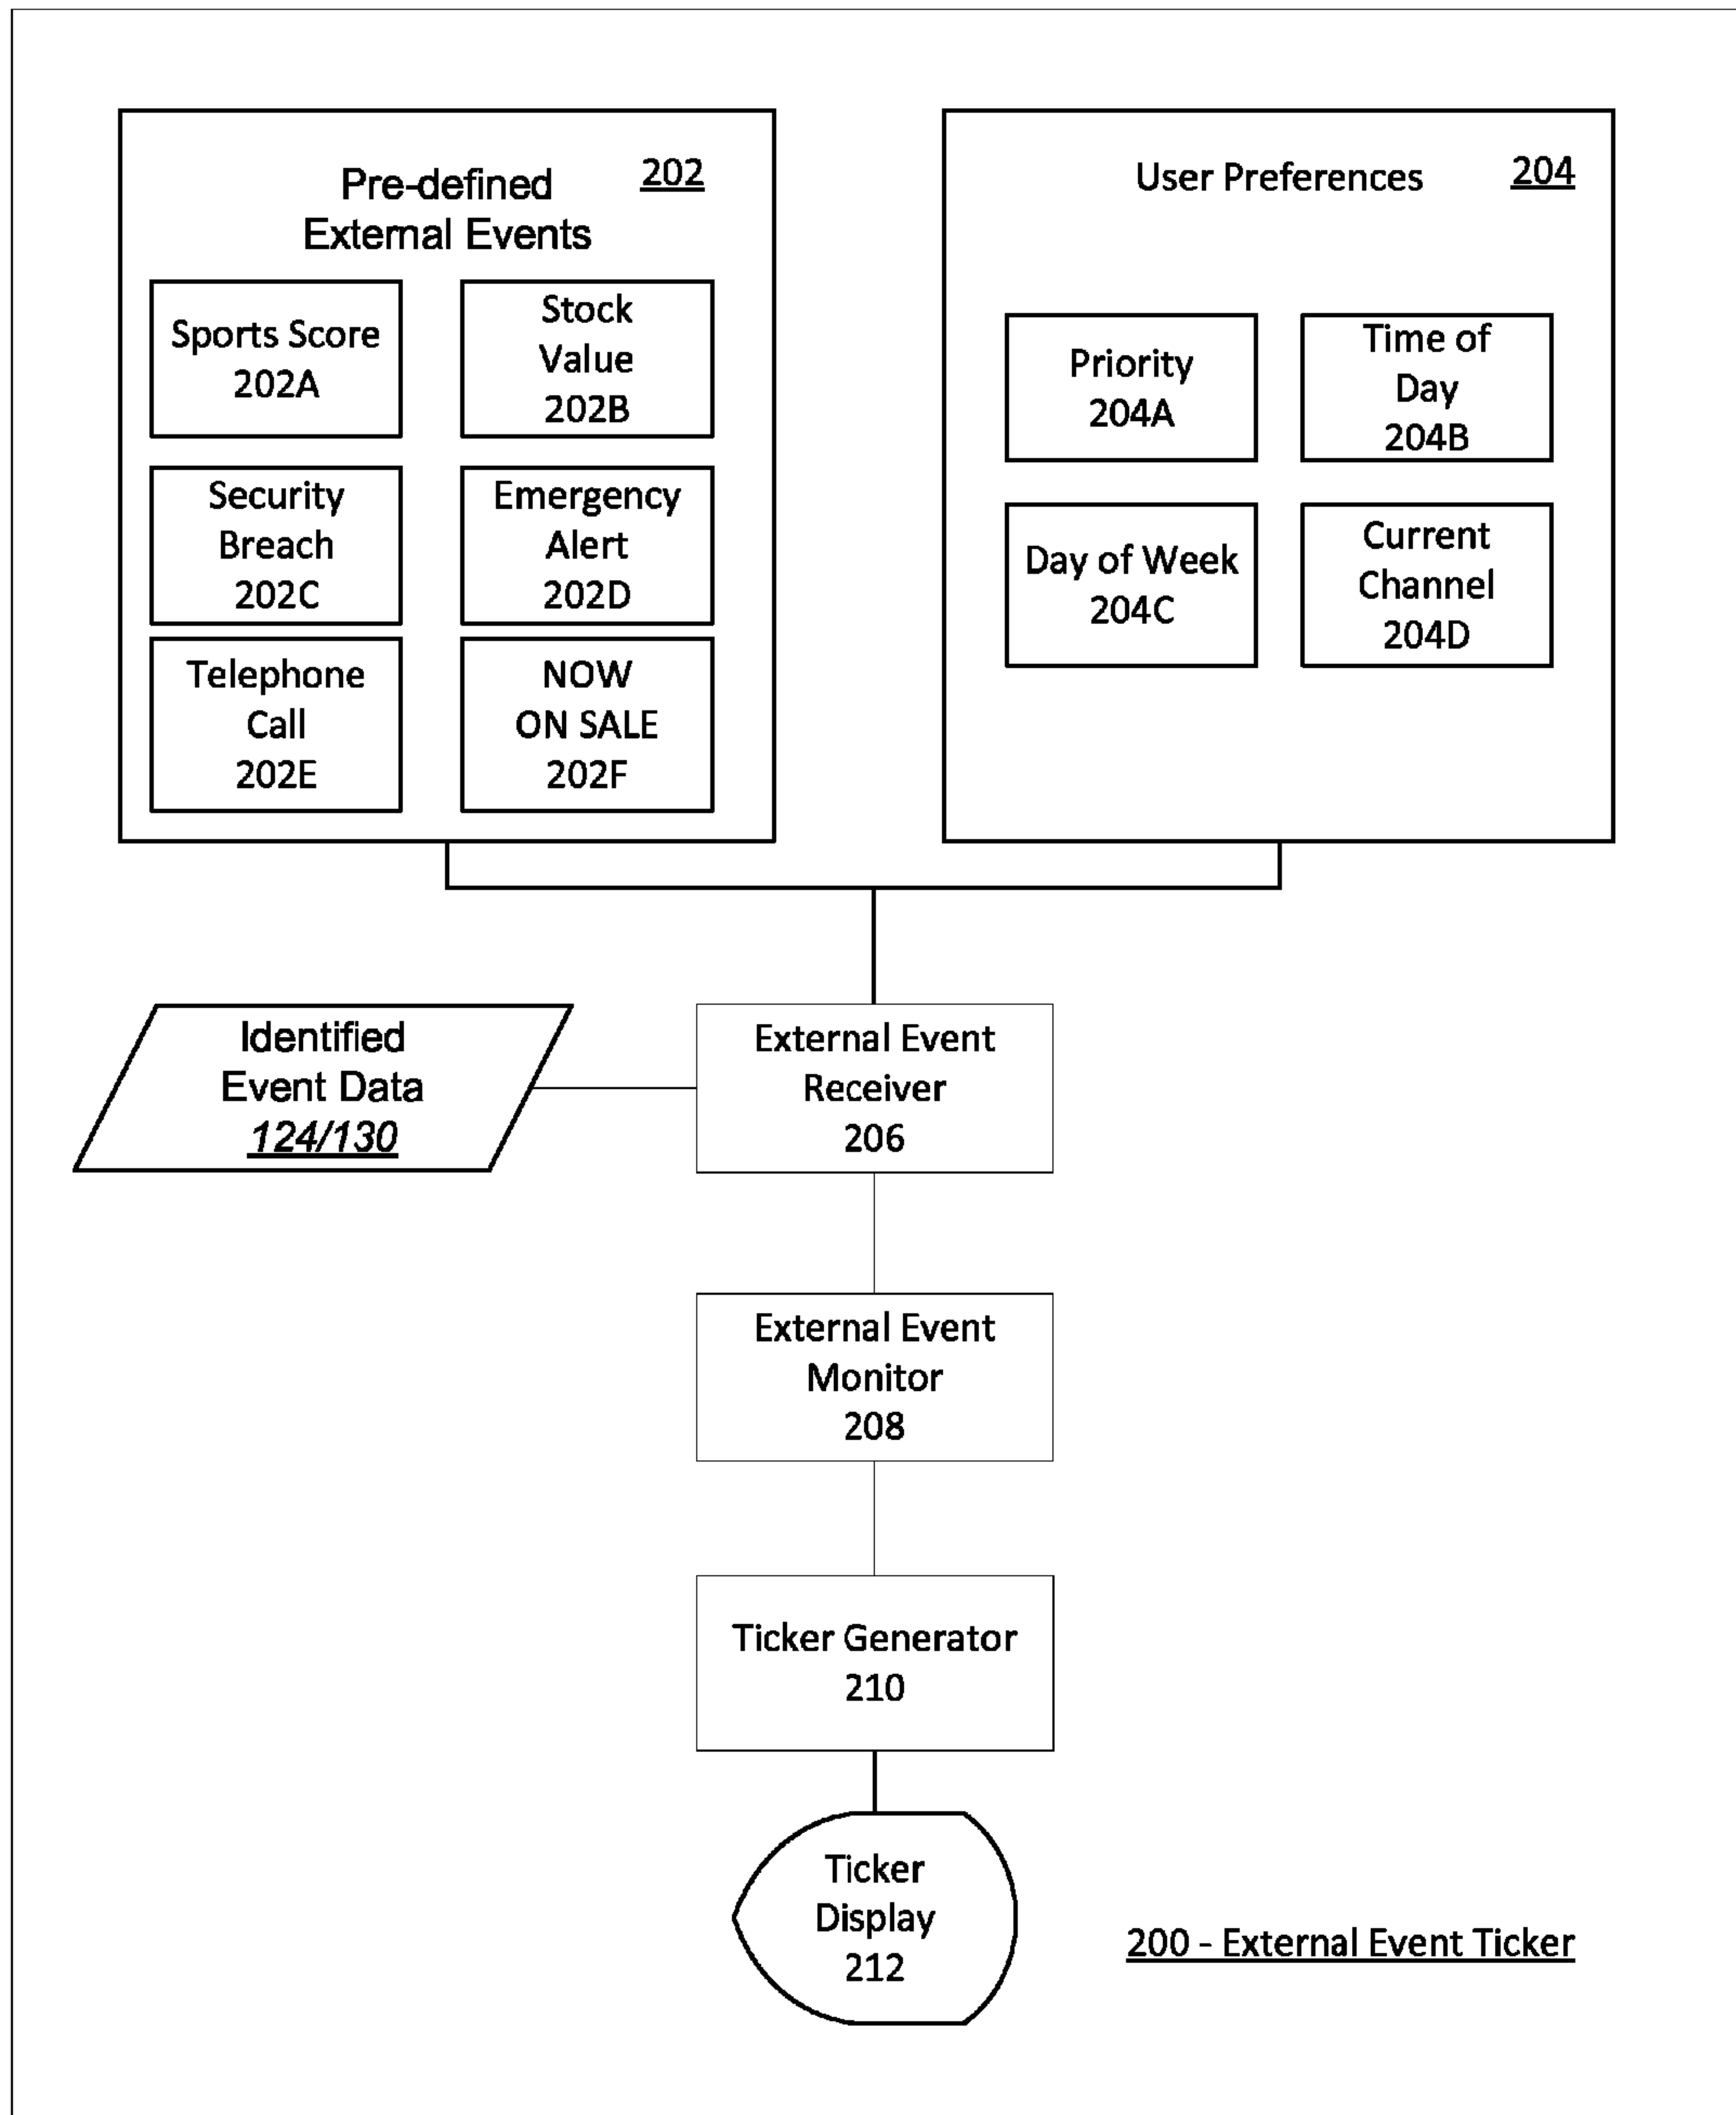 Pre-defined 202
External Events
Sports Score
202A
Stock
Value
202B
Security
Breach
202C
Emergency
Alert
202D
Telephone
Call
202E
NOW
ON SALE
202F
User Preferences 204
Priority
204A
Time of
Day
204B
Day of Week
204C
Current
Channel
204D
Identified
Event Data
124/130
External Event
Receiver
206
External Event
Monitor
208
Ticker Generator
210
Ticker
Display
212
200 - External Event Ticker